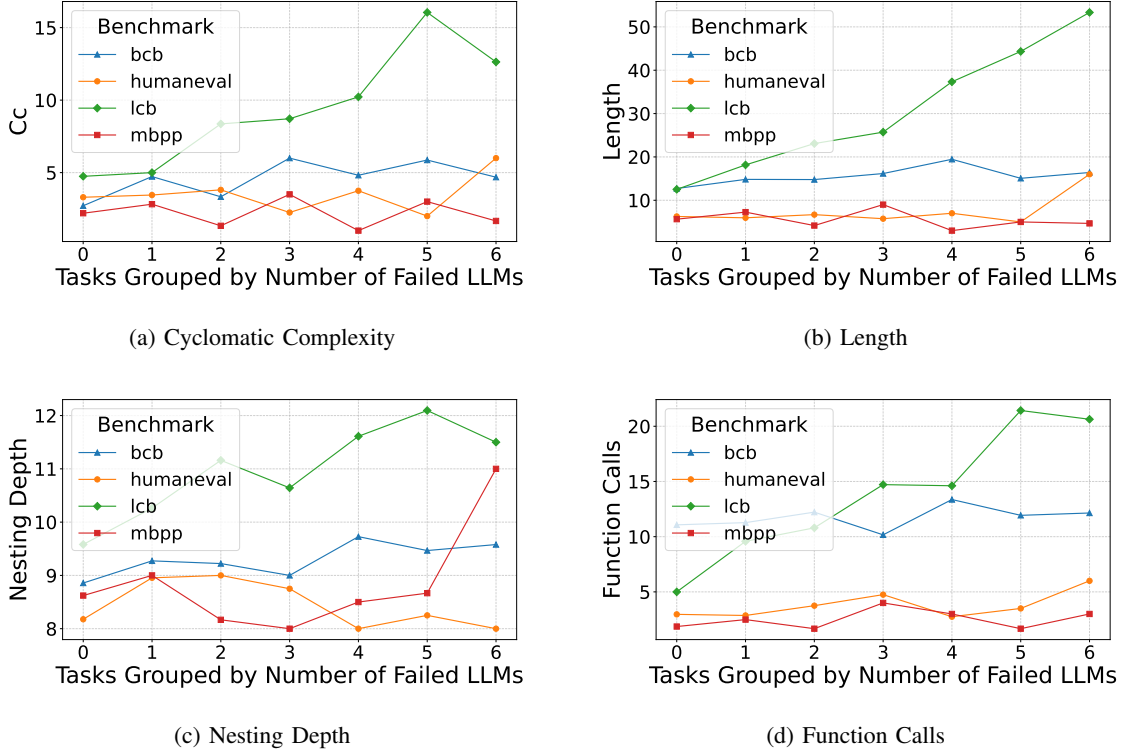 Cc
15
10
5
Benchmark
bcb
humaneval
lcb
mbpp
0 1 2 3 4 5 6
Tasks Grouped by Number of Failed LLMs
(a) Cyclomatic Complexity
Length
50
40
30
20
10
Benchmark
bcb
humaneval
lcb
mbpp
0 1 2 3 4 5 6
Tasks Grouped by Number of Failed LLMs
(b) Length
Nesting Depth
12
11
10
9
8
Benchmark
bcb
humaneval
lcb
mbpp
0 1 2 3 4 5 6
Tasks Grouped by Number of Failed LLMs
(c) Nesting Depth
Function Calls
20
15
10
5
Benchmark
bcb
humaneval
lcb
mbpp
0 1 2 3 4 5 6
Tasks Grouped by Number of Failed LLMs
(d) Function Calls